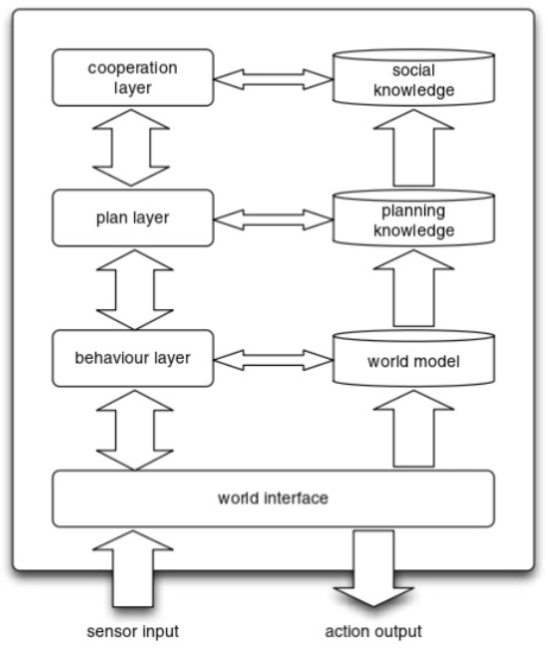 cooperation
layer
social
knowledge
plan layer
planning
knowledge
behaviour layer
world model
world interface
sensor input
action output